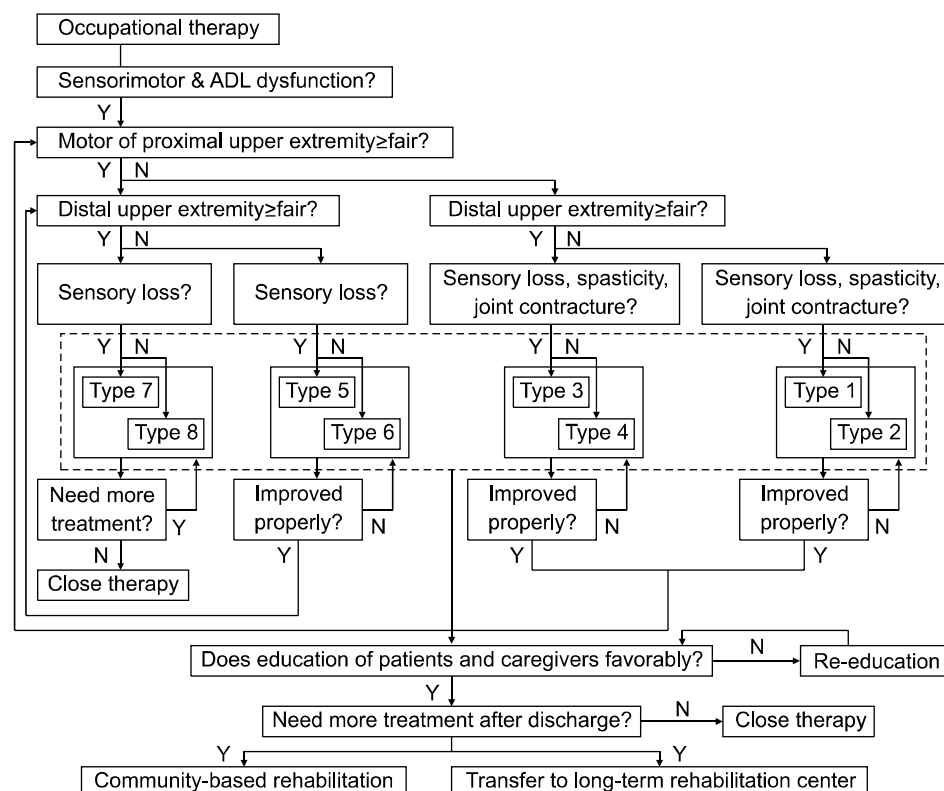 Occupational therapy
Sensorimotor & ADL dysfunction?
Y
Motor of proximal upper extremity≥fair?
Y N
Distal upper extremity≥fair?
Distal upper extremity≥fair?
Y N
Y N
Sensory loss?
Sensory loss?
Sensory loss, spasticity,
joint contracture?
Sensory loss, spasticity,
joint contracture?
Y N
Y N
Y N
Y N
Type 7
Type 8
Type 5
Type 6
Type 3
Type 4
Type 1
Type 2
Need more
treatment?
Y
Improved
properly?
N
Improved
properly?
N
Improved
properly?
N
N
Y
Y
Y
Close therapy
Does education of patients and caregivers favorably?
N
Re-education
Y
Need more treatment after discharge?
N
Close therapy
Y
Y
Community-based rehabilitation
Transfer to long-term rehabilitation center